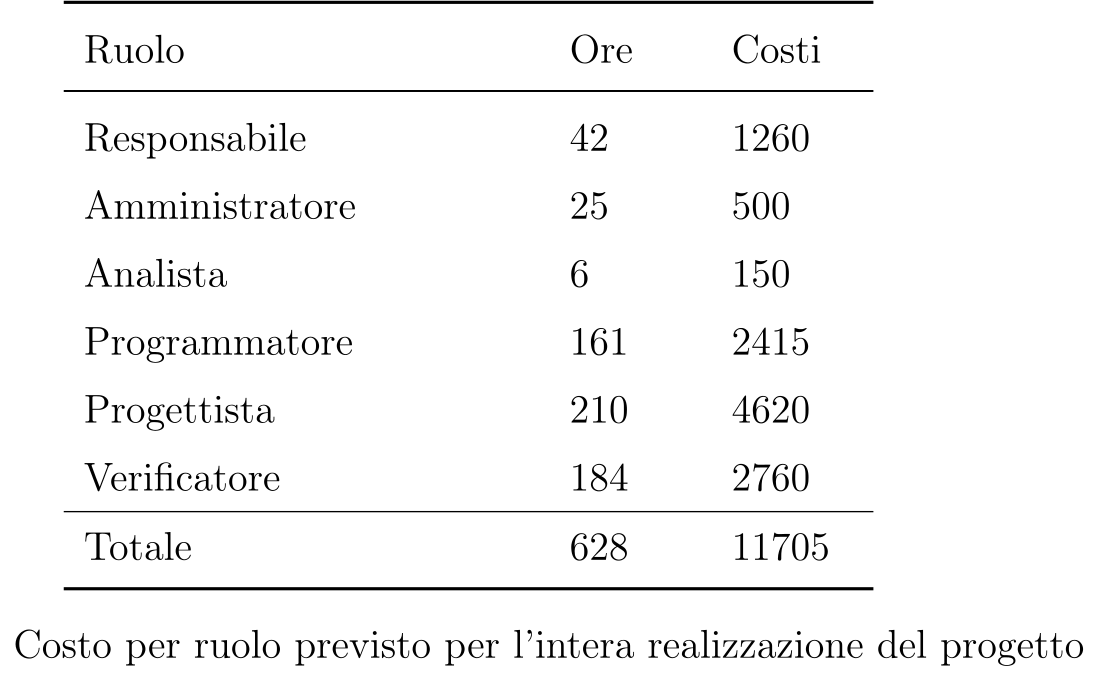 Ruolo Ore Costi
Responsabile 42 1260
Amministratore 25 500
Analista 6 150
Programmatore 161 2415
Progettista 210 4620
Verificatore 184 2760
Totale 628 11705
Costo per ruolo previsto per l'intera realizzazione del progetto